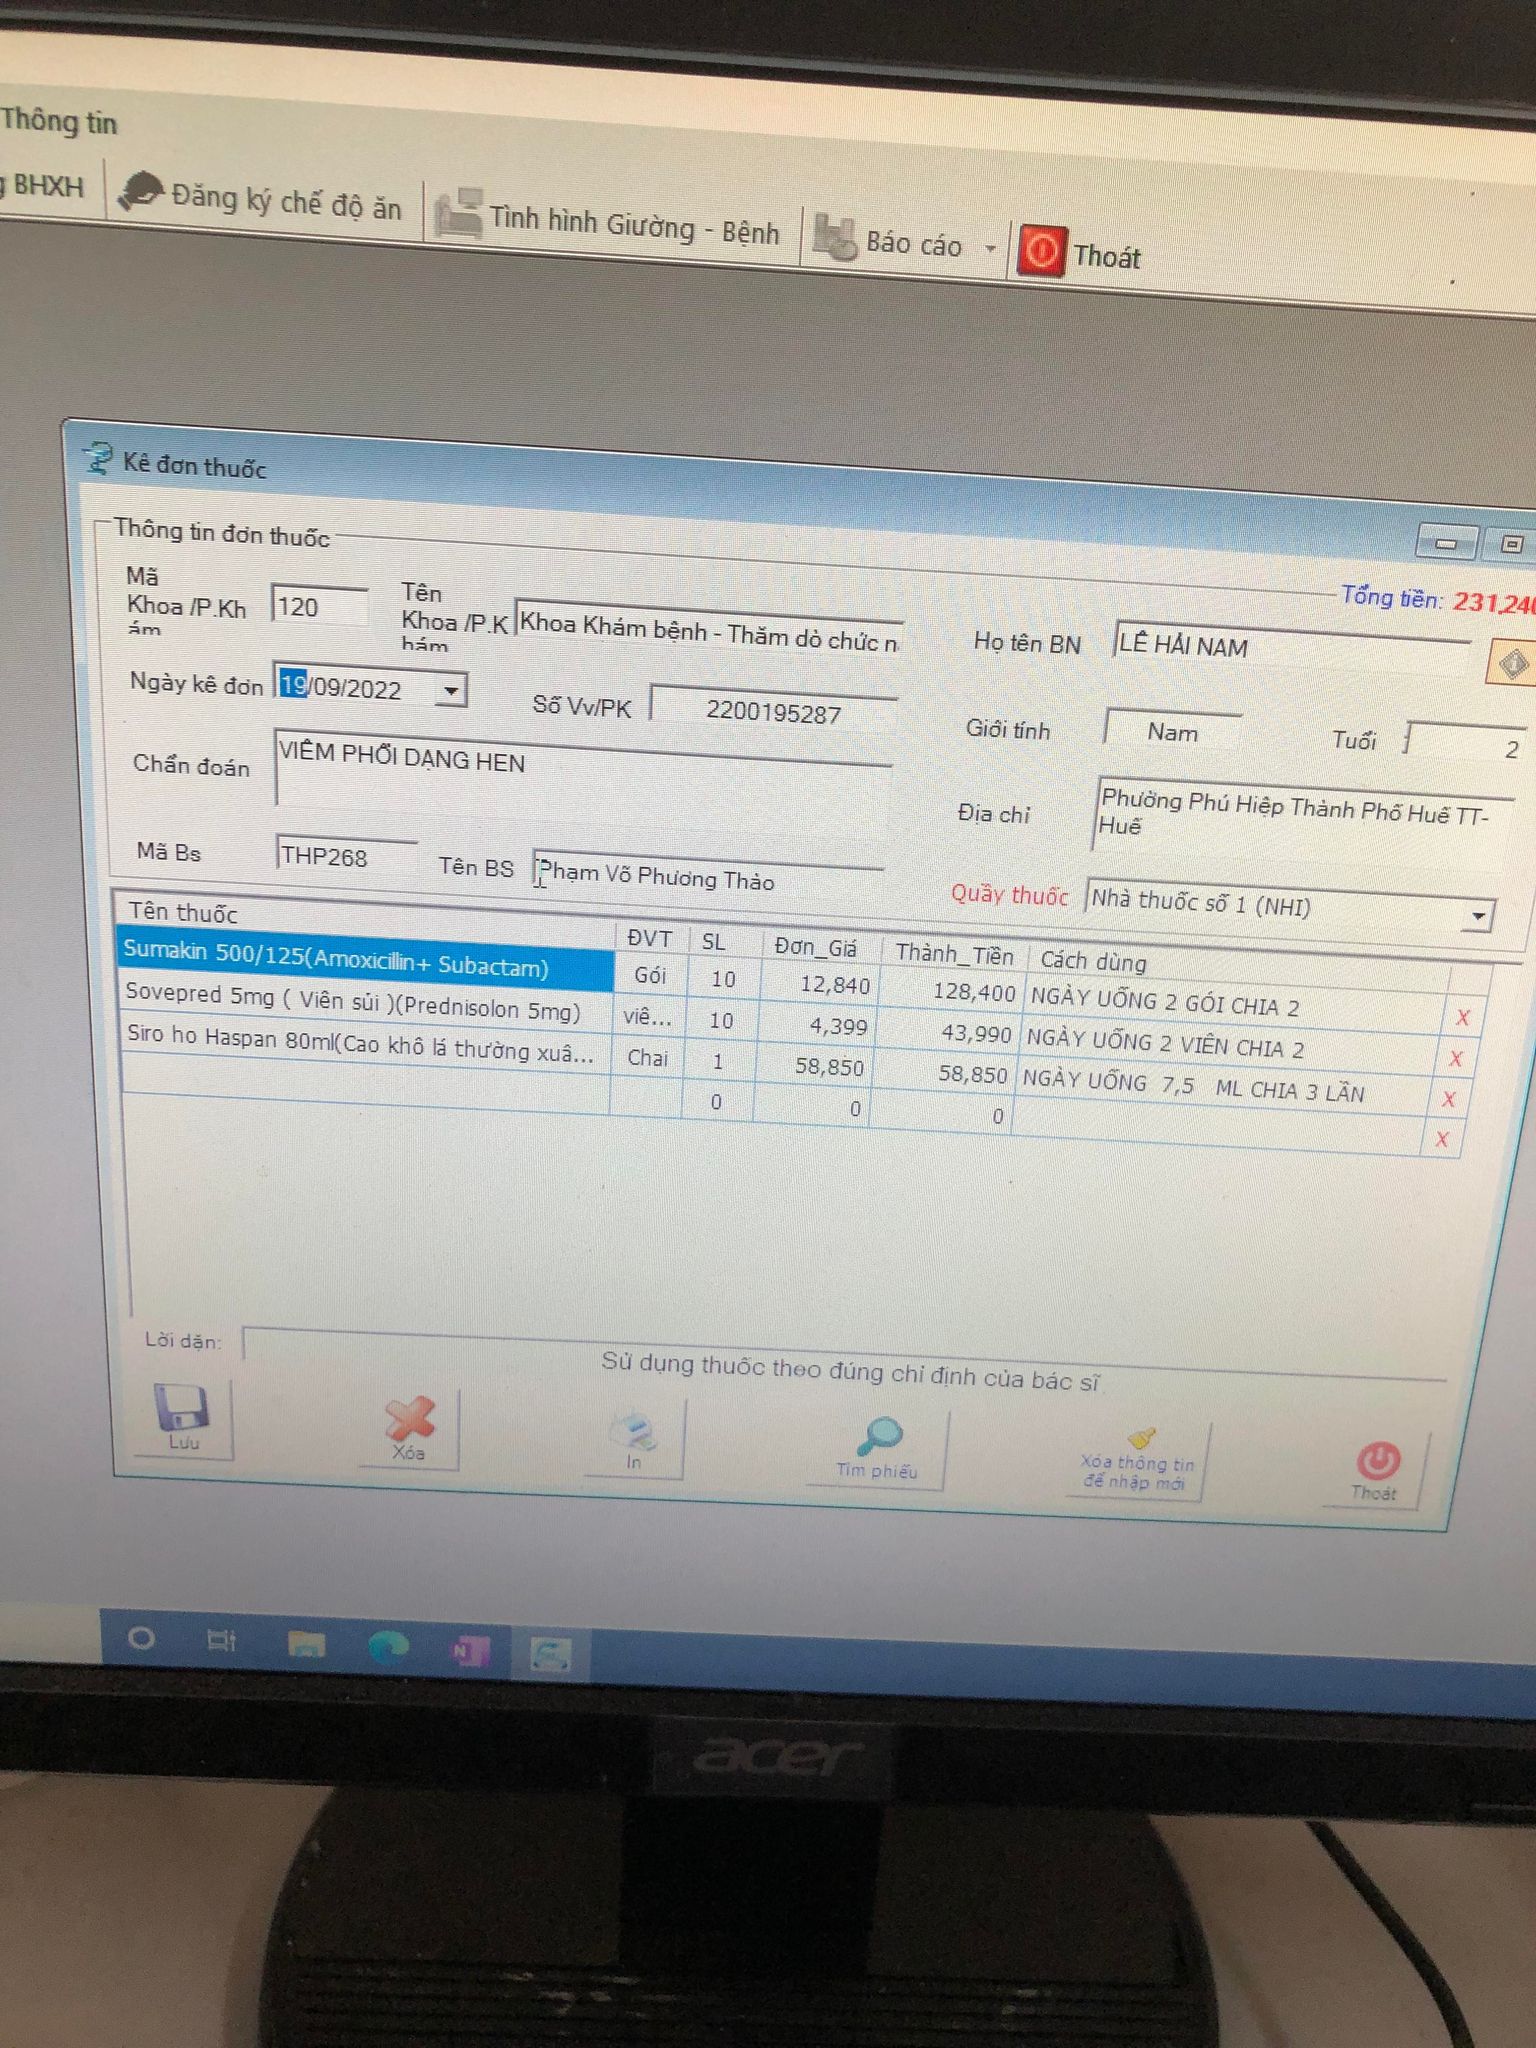 Thông tin
g BHXH
Đăng ký chế độ ăn
Tình hình Giường - Bệnh
Báo cáo
Thoát
Kê đơn thuốc
Thông tin đơn thuốc
Tổng tiền: 231,240
Mã Khoa /P.Khám
120
Tên Khoa /P.Khám
Khoa Khám bệnh - Thăm dò chức n
Họ tên BN
LÊ HẢI NAM
Ngày kê đơn
19/09/2022
Số Vv/PK
2200195287
Giới tính
Nam
Tuổi
2
Chẩn đoán
VIÊM PHỔI DẠNG HEN
Địa chỉ
Phường Phú Hiệp Thành Phố Huế TT-
Huế
Mã Bs
THP268
Tên BS
Phạm Võ Phương Thảo
Quầy thuốc
Nhà thuốc số 1 (NHI)
Tên thuốc ĐVT SL Đơn_Giá Thành_Tiền Cách dùng
Sumakin 500/125(Amoxicillin+ Subactam) Gói 10 12,840 128,400 NGÀY UỐNG 2 GÓI CHIA 2 X
Sovepred 5mg ( Viên sủi )(Prednisolon 5mg) viê... 10 4,399 43,990 NGÀY UỐNG 2 VIÊN CHIA 2 X
Siro ho Haspan 80ml(Cao khô lá thường xuâ... Chai 1 58,850 58,850 NGÀY UỐNG 7,5 ML CHIA 3 LẦN X
0 0 0 X
Lời dặn:
Sử dụng thuốc theo đúng chỉ định của bác sĩ
Lưu
Xóa
In
Tìm phiếu
Xóa thông tin
để nhập mới
Thoát
acer